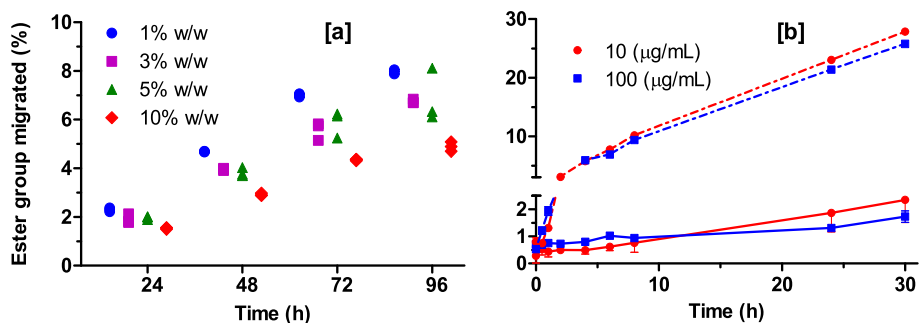 [a]
1% w/w
3% w/w
5% w/w
10% w/w
Ester group migrated (%)
10
8
6
4
2
0
24 48 72 96
Time (h)
[b]
10 (µg/mL)
100 (µg/mL)
30
20
10
2
1
0
0 10 20 30
Time (h)